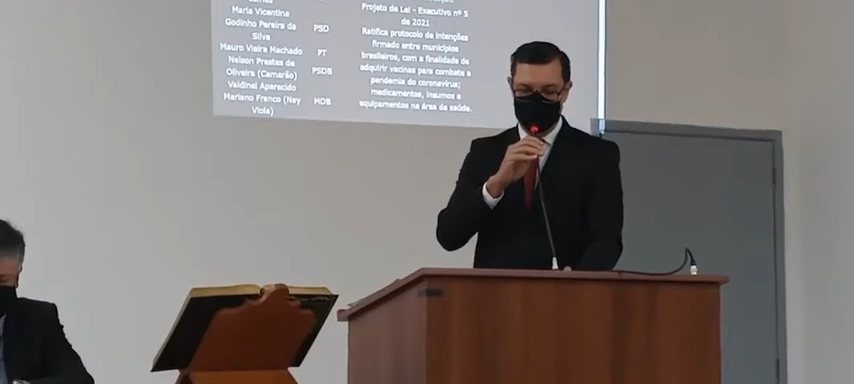 Maria Vicentina
Godinho Pereira da
Silva
PSD
Mauro Vieira Machado PT
Nelson Prestes de
Oliveira (Camarão)
PSDB
Valdinei Aparecido
Mariano Franco (Ney
Viola)
MDB
Projeto de Lei - Executivo nº 5
de 2021
Ratifica protocolo de intenções
firmado entre municípios
brasileiros, com a finalidade de
adquirir vacinas para combate a
pandemia do coronavírus;
medicamentos, insumos e
equipamentos na área da saúde.